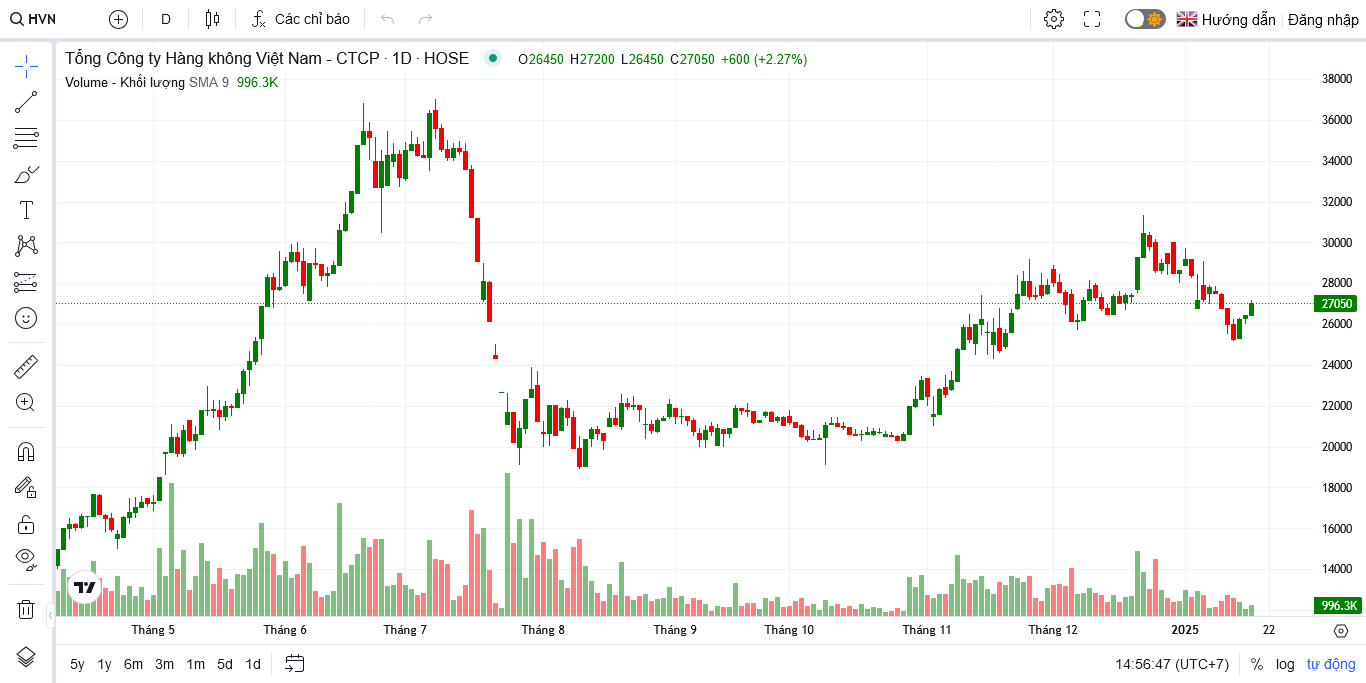 HVN D Các chỉ báo Hướng dẫn Đăng nhập
Tổng Công ty Hàng không Việt Nam - CTCP · 1D · HOSE O26450 H27200 L26450 C27050 +600 (+2.27%)
Volume - Khối lượng SMA 9 996.3K
38000
36000
34000
32000
30000
28000
27050
26000
24000
22000
20000
18000
16000
14000
996.3K
Tháng 5 Tháng 6 Tháng 7 Tháng 8 Tháng 9 Tháng 10 Tháng 11 Tháng 12 2025 22
5y 1y 6m 3m 1m 5d 1d 14:56:47 (UTC+7) % log tự động